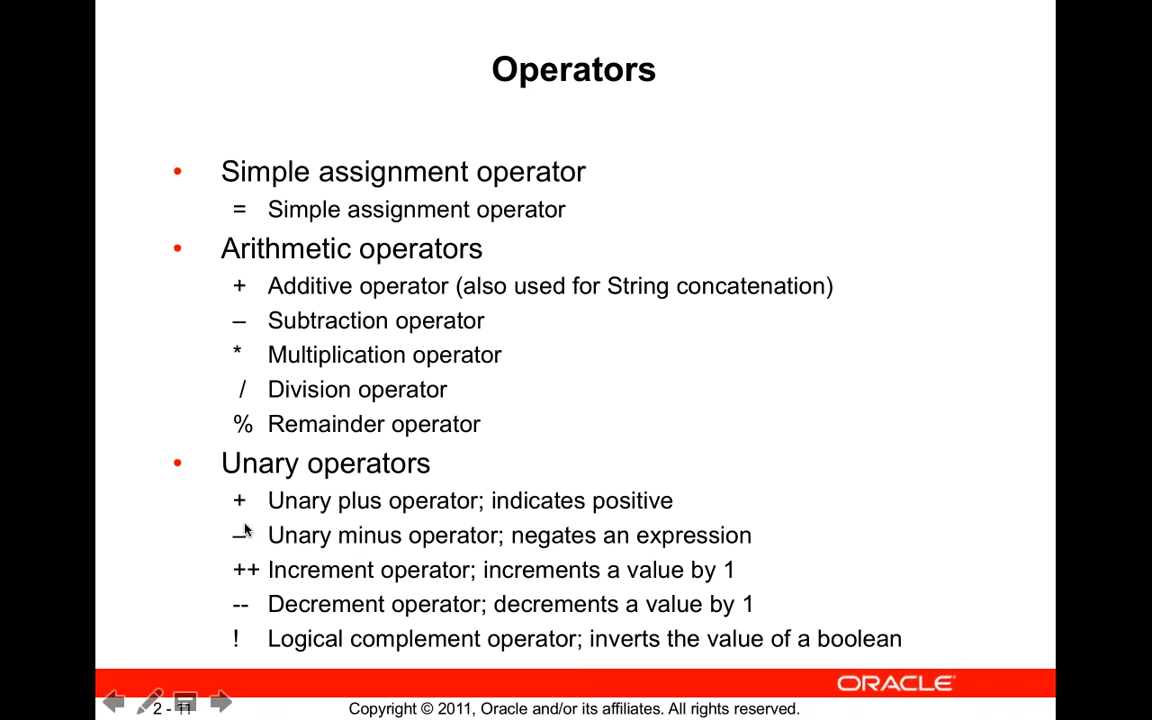 Operators
• Simple assignment operator
= Simple assignment operator
• Arithmetic operators
+ Additive operator (also used for String concatenation)
– Subtraction operator
* Multiplication operator
/ Division operator
% Remainder operator
• Unary operators
+ Unary plus operator; indicates positive
– Unary minus operator; negates an expression
++ Increment operator; increments a value by 1
-- Decrement operator; decrements a value by 1
! Logical complement operator; inverts the value of a boolean
ORACLE
2 - 11
Copyright © 2011, Oracle and/or its affiliates. All rights reserved.